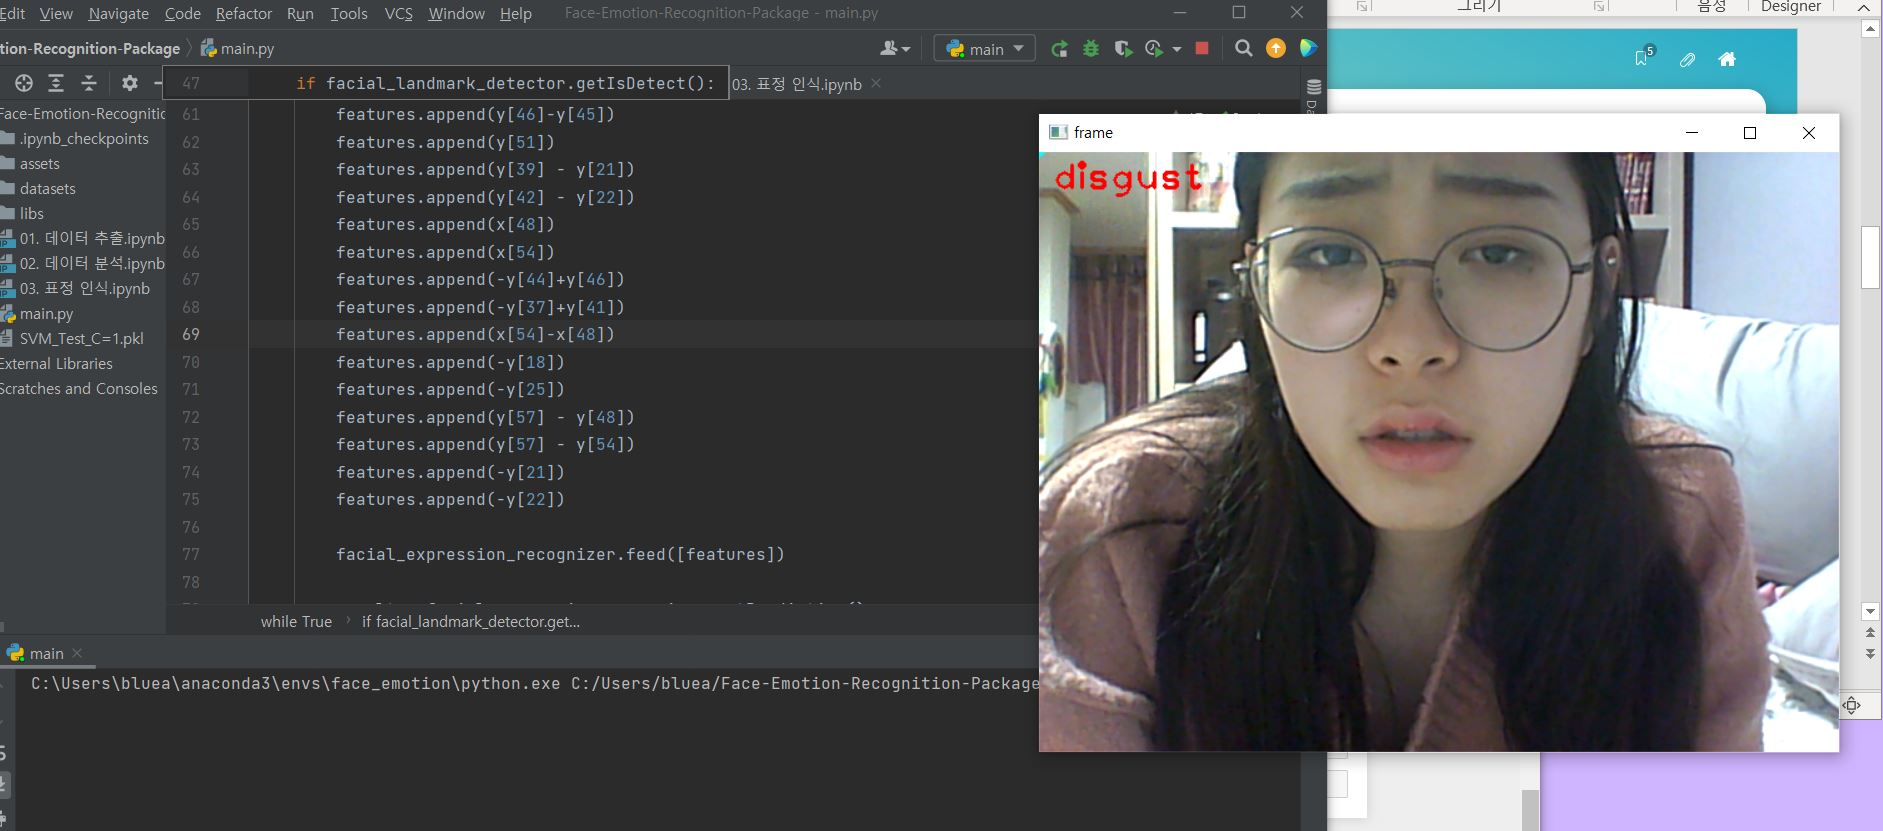 Edit View Navigate Code Refactor Run Tools VCS Window Help Face-Emotion-Recognition-Package - main.py
tion-Recognition-Package main.py
main
47 if facial_landmark_detector.getIsDetect():
03. 표정 인식.ipynb
Face-Emotion-Recognitic
.ipynb_checkpoints
assets
datasets
libs
01. 데이터 추출.ipynb
02. 데이터 분석.ipynb
03. 표정 인식.ipynb
main.py
SVM_Test_C=1.pkl
External Libraries
Scratches and Consoles
61 features.append(y[46]-y[45])
62 features.append(y[51])
63 features.append(y[39] - y[21])
64 features.append(y[42] - y[22])
65 features.append(x[48])
66 features.append(x[54])
67 features.append(-y[44]+y[46])
68 features.append(-y[37]+y[41])
69 features.append(x[54]-x[48])
70 features.append(-y[18])
71 features.append(-y[25])
72 features.append(y[57] - y[48])
73 features.append(y[57] - y[54])
74 features.append(-y[21])
75 features.append(-y[22])
76
77 facial_expression_recognizer.feed([features])
78
while True
if facial_landmark_detector.get...
main
C:\Users\bluea\anaconda3\envs\face_emotion\python.exe C:/Users/bluea/Face-Emotion-Recognition-Package
그리기
음성
Designer
5
frame
disgust